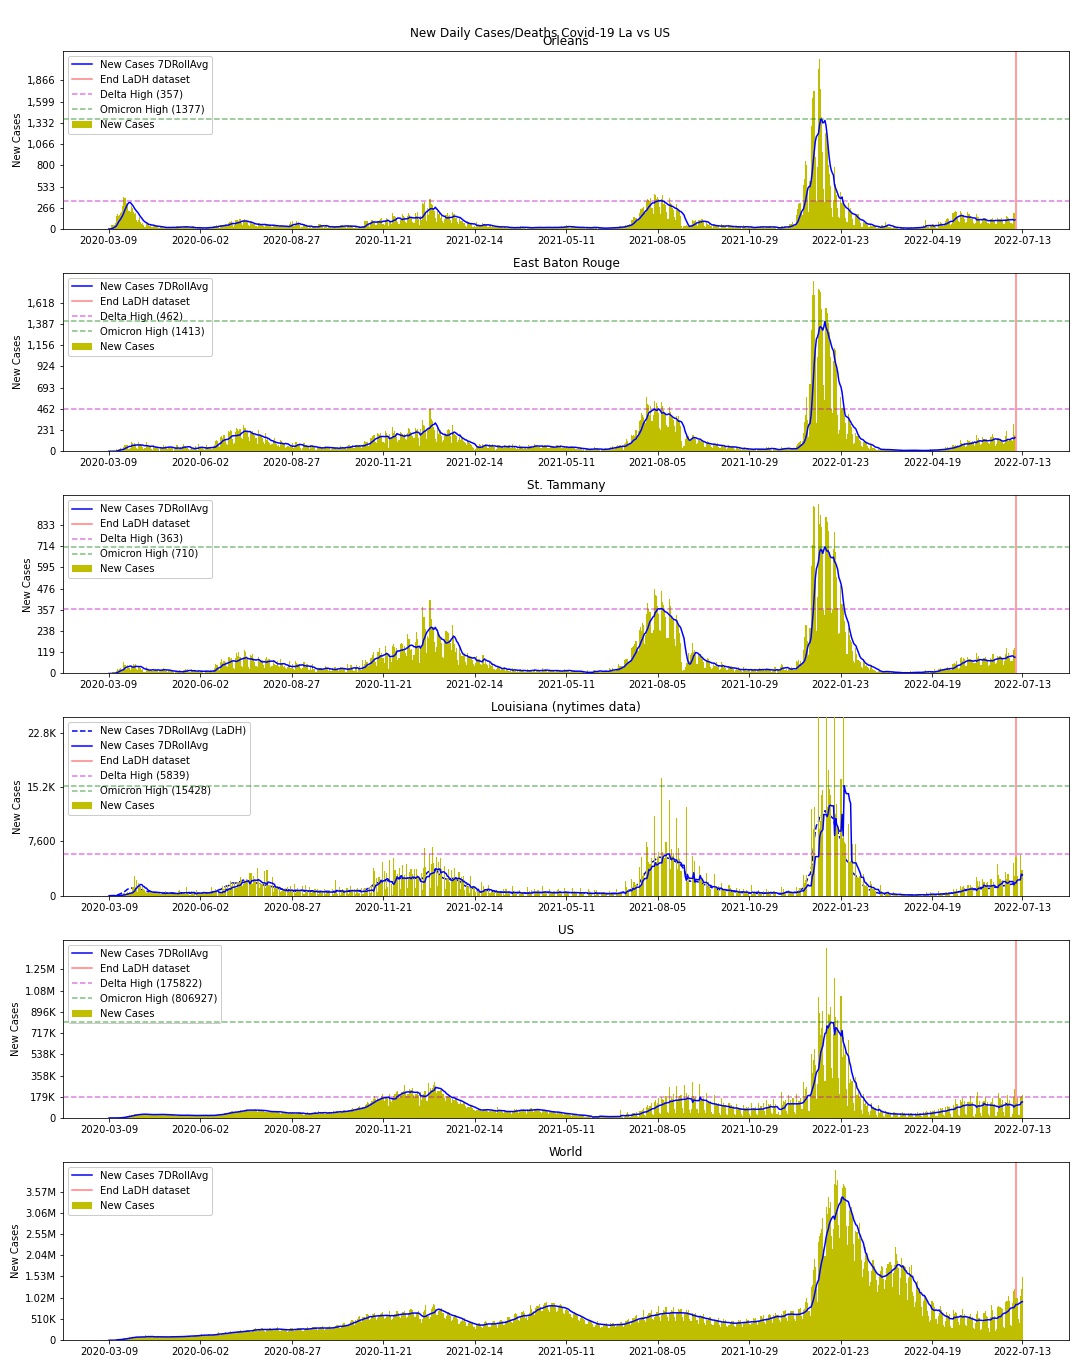 New Daily Cases/Deaths Covid-19 La vs US
Orleans
New Cases 7DRollAvg
End LaDH dataset
Delta High (357)
Omicron High (1377)
New Cases
New Cases
1,866
1,599
1,332
1,066
800
533
266
0
2020-03-09 2020-06-02 2020-08-27 2020-11-21 2021-02-14 2021-05-11 2021-08-05 2021-10-29 2022-01-23 2022-04-19 2022-07-13
East Baton Rouge
New Cases 7DRollAvg
End LaDH dataset
Delta High (462)
Omicron High (1413)
New Cases
New Cases
1,618
1,387
1,156
924
693
462
231
0
2020-03-09 2020-06-02 2020-08-27 2020-11-21 2021-02-14 2021-05-11 2021-08-05 2021-10-29 2022-01-23 2022-04-19 2022-07-13
St. Tammany
New Cases 7DRollAvg
End LaDH dataset
Delta High (363)
Omicron High (710)
New Cases
New Cases
833
714
595
476
357
238
119
0
2020-03-09 2020-06-02 2020-08-27 2020-11-21 2021-02-14 2021-05-11 2021-08-05 2021-10-29 2022-01-23 2022-04-19 2022-07-13
Louisiana (nytimes data)
New Cases 7DRollAvg (LaDH)
New Cases 7DRollAvg
End LaDH dataset
Delta High (5839)
Omicron High (15428)
New Cases
New Cases
22.8K
15.2K
7,600
0
2020-03-09 2020-06-02 2020-08-27 2020-11-21 2021-02-14 2021-05-11 2021-08-05 2021-10-29 2022-01-23 2022-04-19 2022-07-13
US
New Cases 7DRollAvg
End LaDH dataset
Delta High (175822)
Omicron High (806927)
New Cases
New Cases
1.25M
1.08M
896K
717K
538K
358K
179K
0
2020-03-09 2020-06-02 2020-08-27 2020-11-21 2021-02-14 2021-05-11 2021-08-05 2021-10-29 2022-01-23 2022-04-19 2022-07-13
World
New Cases 7DRollAvg
End LaDH dataset
New Cases
New Cases
3.57M
3.06M
2.55M
2.04M
1.53M
1.02M
510K
0
2020-03-09 2020-06-02 2020-08-27 2020-11-21 2021-02-14 2021-05-11 2021-08-05 2021-10-29 2022-01-23 2022-04-19 2022-07-13